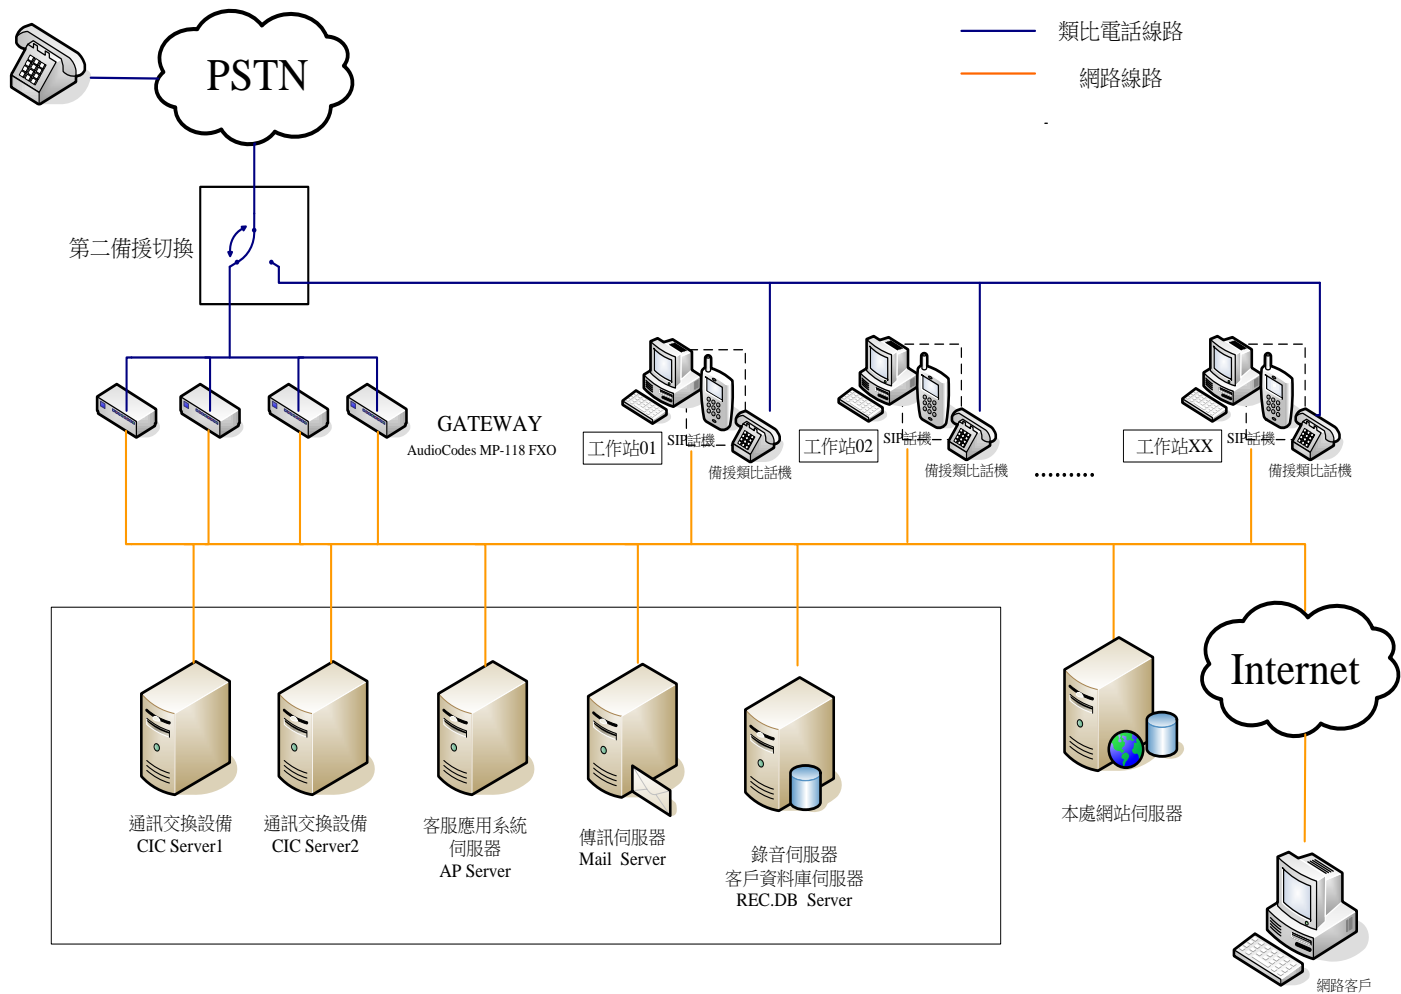 PSTN
類比電話線路
網路線路
-
第二備援切換
GATEWAY
AudioCodes MP-118 FXO
工作站01
SIP話機
備援類比話機
工作站02
SIP話機
備援類比話機
.........
工作站XX
SIP話機
備援類比話機
Internet
通訊交換設備
CIC Server1
通訊交換設備
CIC Server2
客服應用系統
伺服器
AP Server
傳訊伺服器
Mail Server
錄音伺服器
客戶資料庫伺服器
REC.DB Server
本處網站伺服器
網路客戶